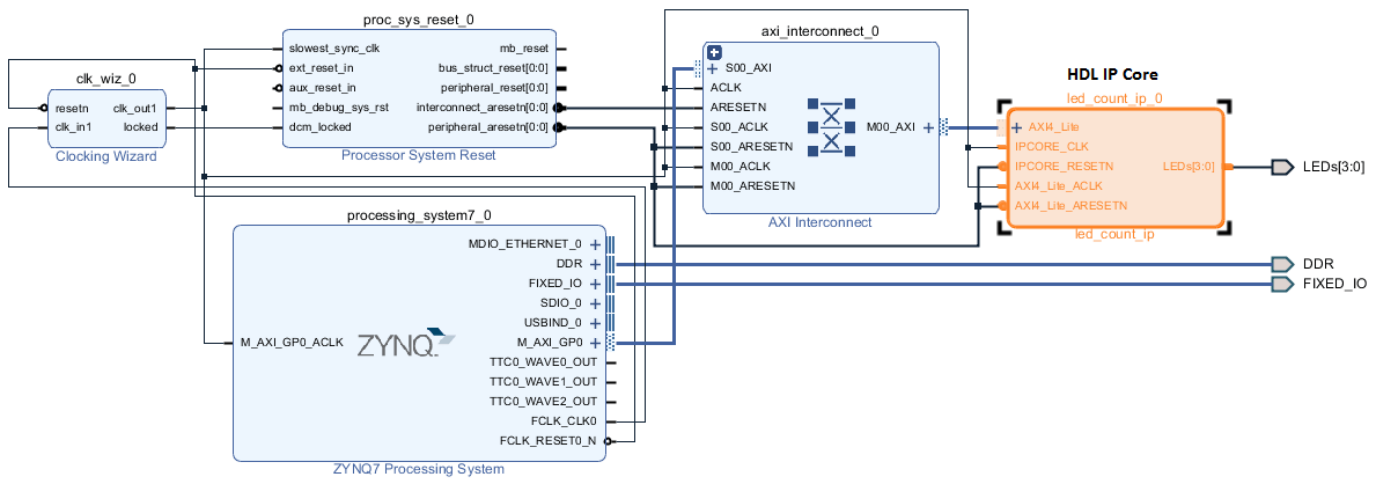 proc_sys_reset_0
slowest_sync_clk
mb_reset
ext_reset_in
bus_struct_reset[0:0]
aux_reset_in
peripheral_reset[0:0]
mb_debug_sys_rst
interconnect_aresetn[0:0]
dcm_locked
peripheral_aresetn[0:0]
Processor System Reset
clk_wiz_0
resetn
clk_out1
clk_in1
locked
Clocking Wizard
axi_interconnect_0
S00_AXI
ACLK
ARESETN
S00_ACLK
M00_AXI
S00_ARESETN
M00_ACLK
M00_ARESETN
AXI Interconnect
HDL IP Core
led_count_ip_0
AXI4_Lite
IPCORE_CLK
IPCORE_RESETN
LEDs[3:0]
AXI4_Lite_ACLK
AXI4_Lite_ARESETN
led_count_ip
LEDs[3:0]
processing_system7_0
MDIO_ETHERNET_0
DDR
FIXED_IO
SDIO_0
USBIND_0
M_AXI_GP0_ACLK
ZYNQ
M_AXI_GP0
TTC0_WAVE0_OUT
TTC0_WAVE1_OUT
TTC0_WAVE2_OUT
FCLK_CLK0
FCLK_RESET0_N
ZYNQ7 Processing System
DDR
FIXED_IO